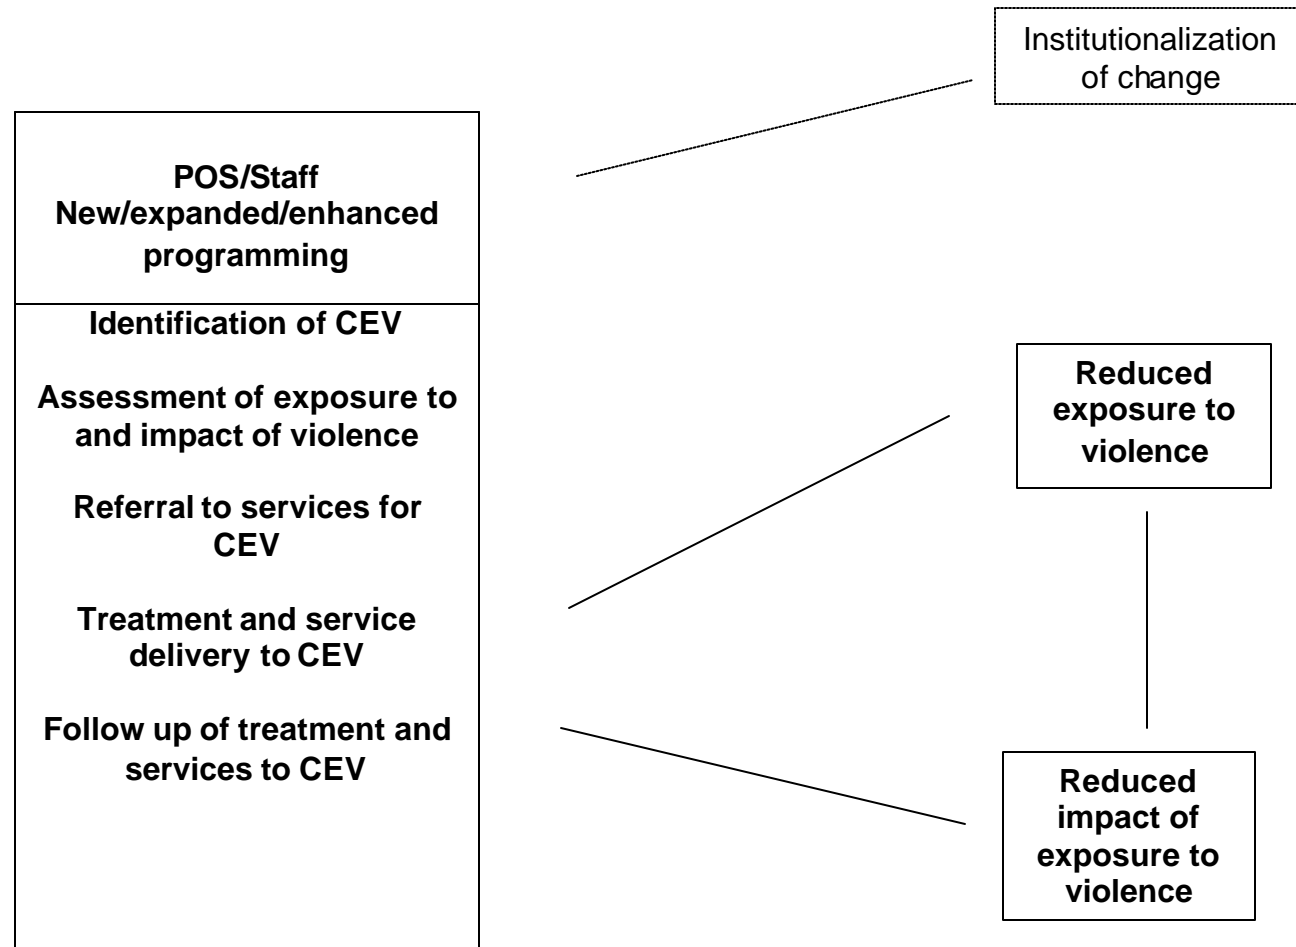 Institutionalization
of change
POS/Staff
New/expanded/enhanced
programming
Identification of CEV
Assessment of exposure to
and impact of violence
Referral to services for
CEV
Treatment and service
delivery to CEV
Follow up of treatment and
services to CEV
Reduced
exposure to
violence
Reduced
impact of
exposure to
violence